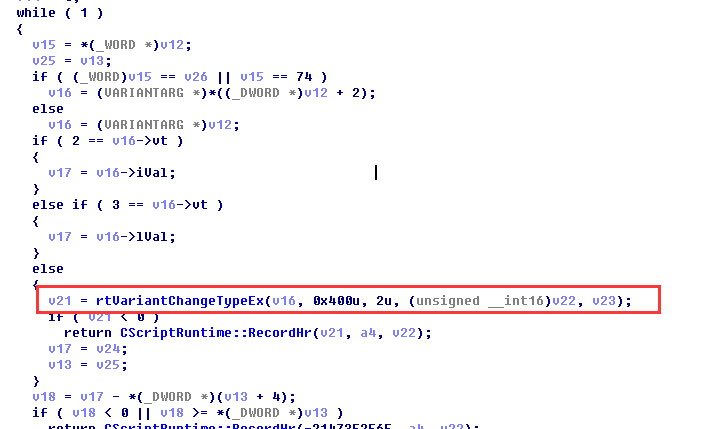 while ( 1 )
{
v15 = *(_WORD *)v12;
v25 = v13;
if ( (_WORD)v15 == v26 || v15 == 74 )
v16 = (VARIANTARG *)*((_DWORD *)v12 + 2);
else
v16 = (VARIANTARG *)v12;
if ( 2 == v16->vt )
{
v17 = v16->iVal;
}
else if ( 3 == v16->vt )
{
v17 = v16->lVal;
}
else
{
v21 = rtVariantChangeTypeEx(v16, 0x400u, 2u, (unsigned __int16)v22, v23);
if ( v21 < 0 )
return CScriptRuntime::RecordHr(v21, a4, v22);
v17 = v24;
v13 = v25;
}
v18 = v17 - *(_DWORD *)(v13 + 4);
if ( v18 < 0 || v18 >= *(_DWORD *)v13 )